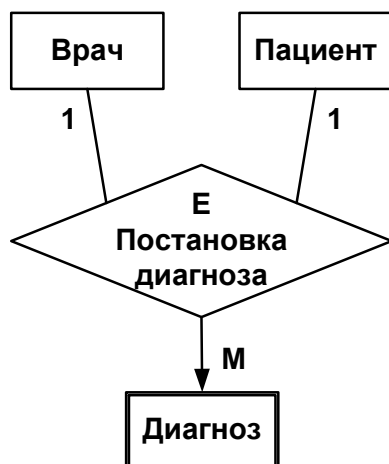 Врач
Пациент
1
1
E
Постановка
диагноза
M
Диагноз